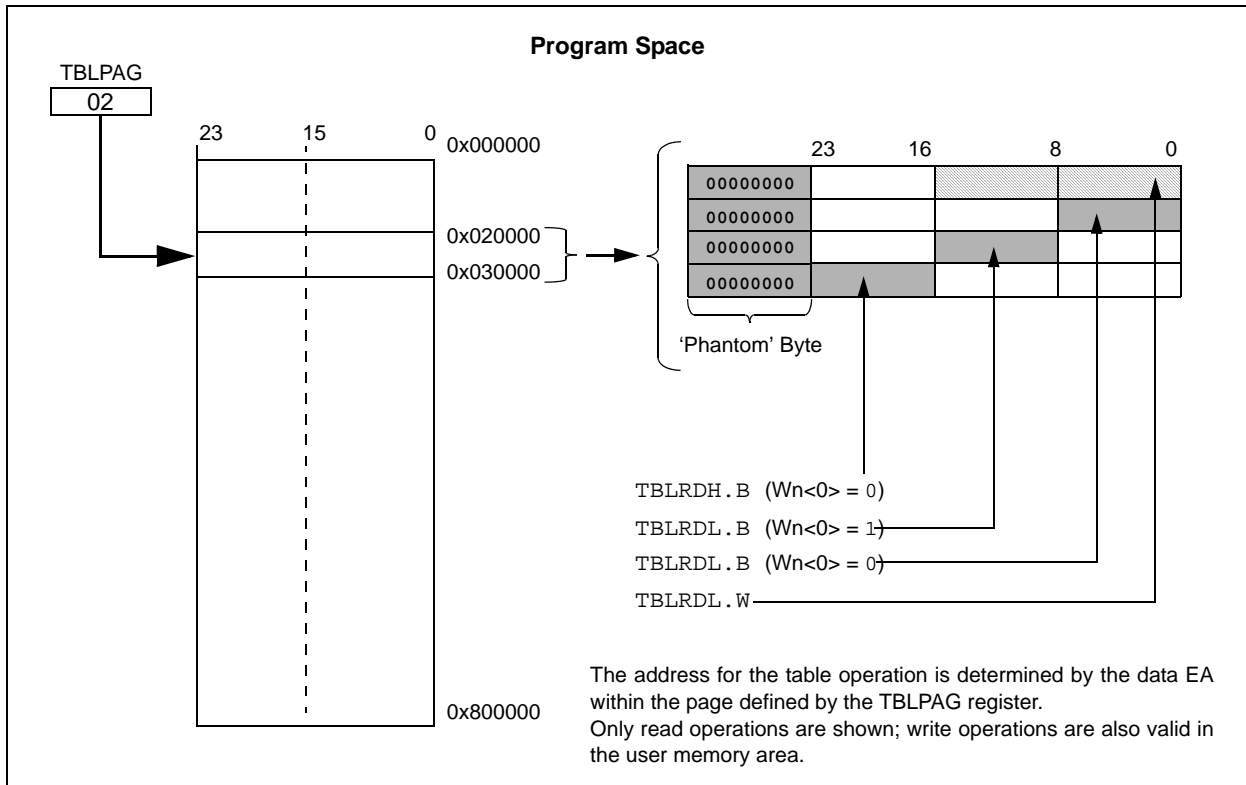 Program Space
TBLPAG
02
23 15 0
0x000000
0x020000
0x030000
0x800000
23 16 8 0
00000000
00000000
00000000
00000000
‘Phantom’ Byte
TBLRDH.B (Wn<0> = 0)
TBLRDL.B (Wn<0> = 1)
TBLRDL.B (Wn<0> = 0)
TBLRDL.W
The address for the table operation is determined by the data EA
within the page defined by the TBLPAG register.
Only read operations are shown; write operations are also valid in
the user memory area.